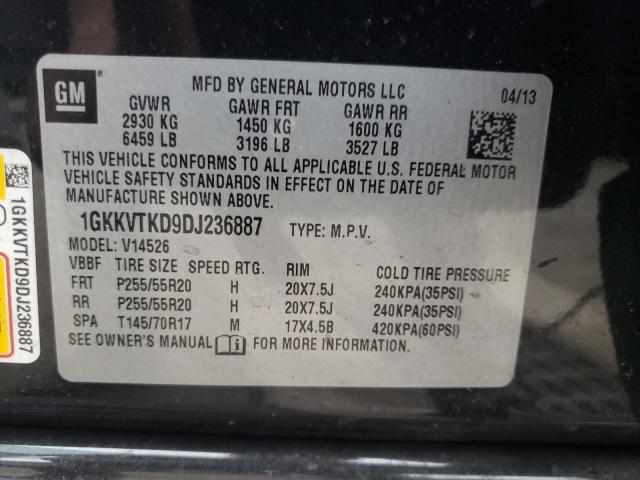 GM
MFD BY GENERAL MOTORS LLC
04/13
GVWR GAWR FRT GAWR RR
2930 KG 1450 KG 1600 KG
6459 LB 3196 LB 3527 LB
THIS VEHICLE CONFORMS TO ALL APPLICABLE U.S. FEDERAL MOTOR
VEHICLE SAFETY STANDARDS IN EFFECT ON THE DATE OF
MANUFACTURE SHOWN ABOVE.
1GKKVTKD9DJ236887 TYPE: M.P.V.
MODEL: V14526
VBBF TIRE SIZE SPEED RTG. RIM COLD TIRE PRESSURE
FRT P255/55R20 H 20X7.5J 240KPA(35PSI)
RR P255/55R20 H 20X7.5J 240KPA(35PSI)
SPA T145/70R17 M 17X4.5B 420KPA(60PSI)
SEE OWNER'S MANUAL FOR MORE INFORMATION.
1GKKVTKD9DJ236887